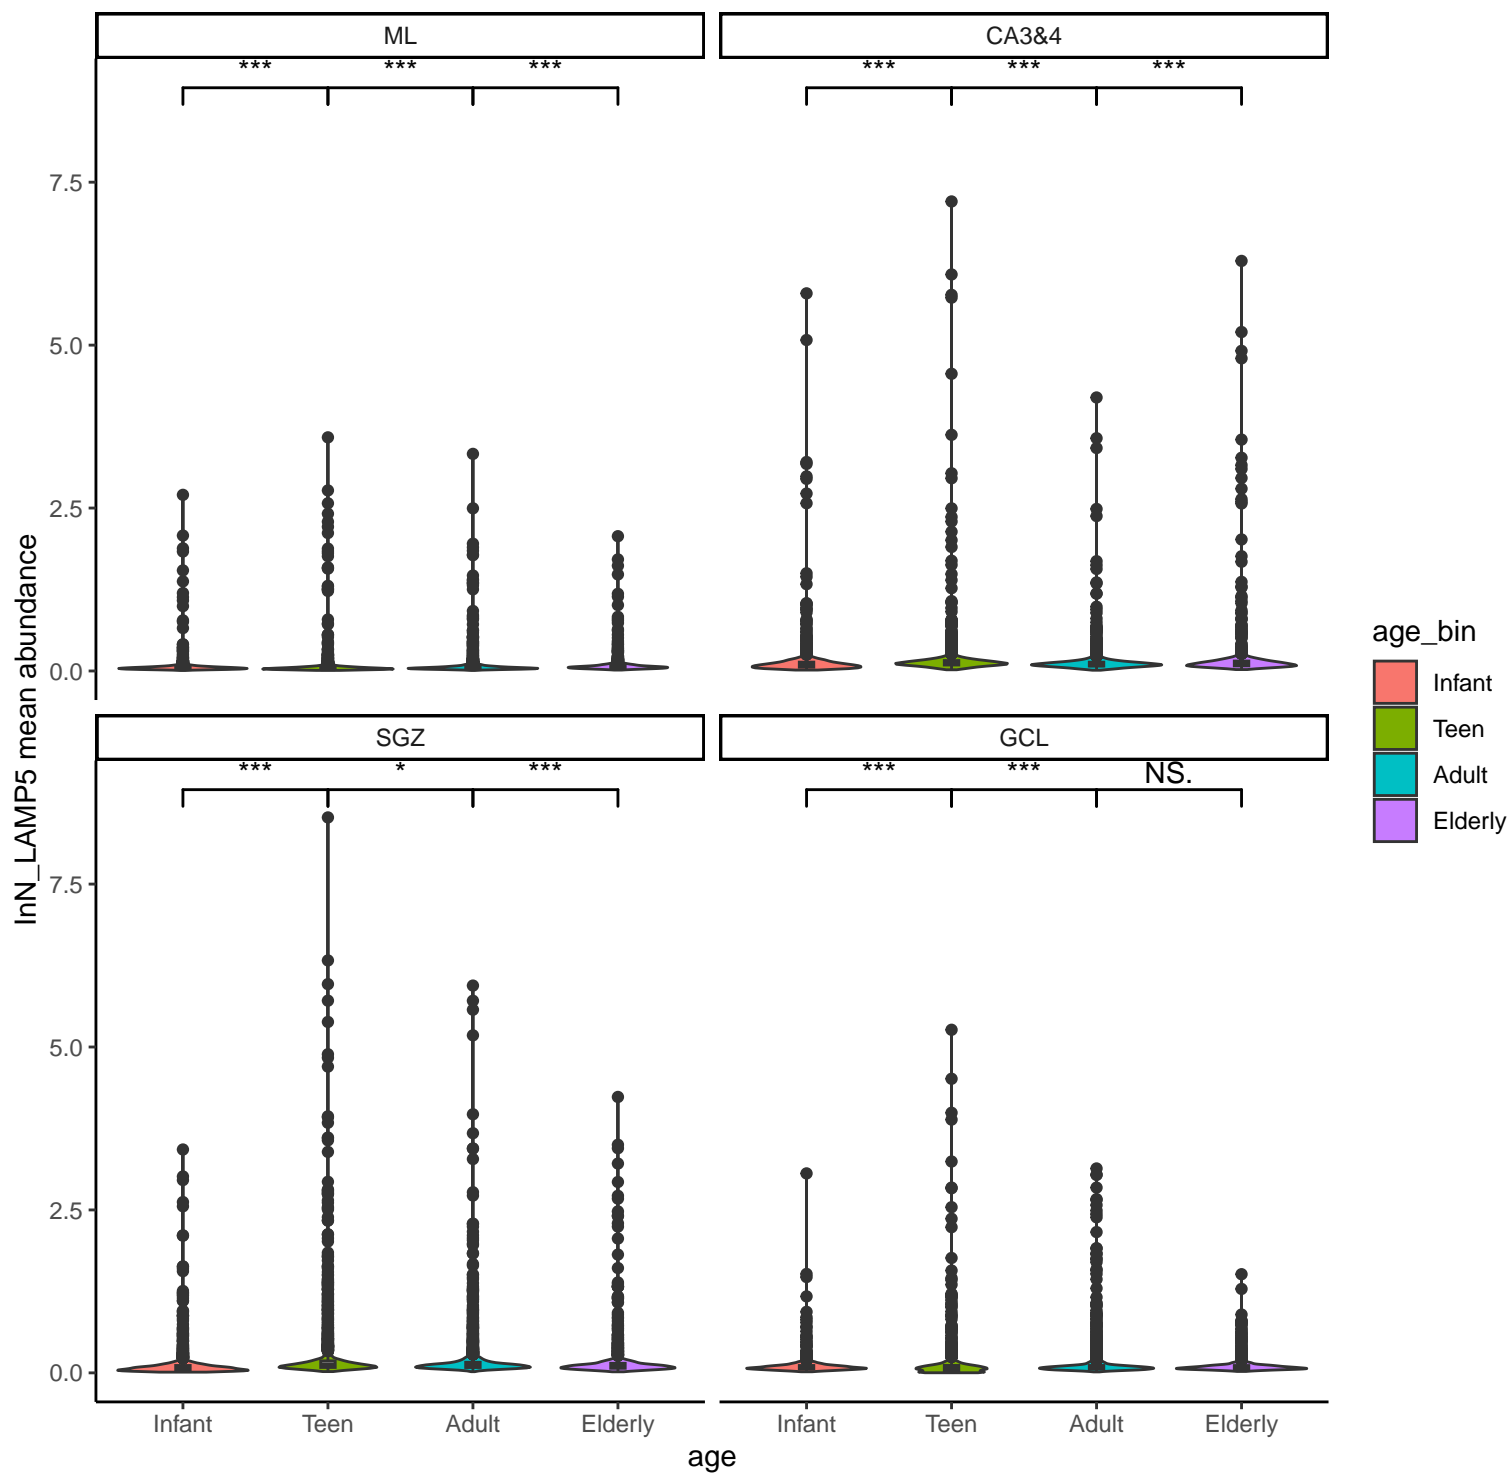 ML
CA3&4
*** *** ***
*** *** ***
7.5
5.0
2.5
0.0
SGZ
GCL
*** * ***
*** *** NS.
7.5
5.0
2.5
0.0
InN_LAMP5 mean abundance
Infant Teen Adult Elderly
Infant Teen Adult Elderly
age
age_bin
Infant
Teen
Adult
Elderly